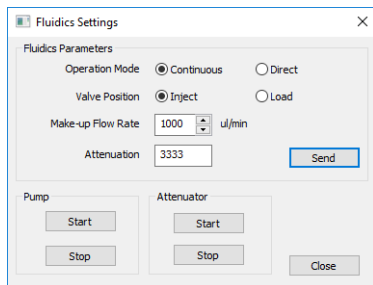 Fluidics Settings
Fluidics Parameters
Operation Mode Continuous Direct
Valve Position Inject Load
Make-up Flow Rate 1000 ul/min
Attenuation 3333 Send
Pump Attenuator
Start Start
Stop Stop
Close